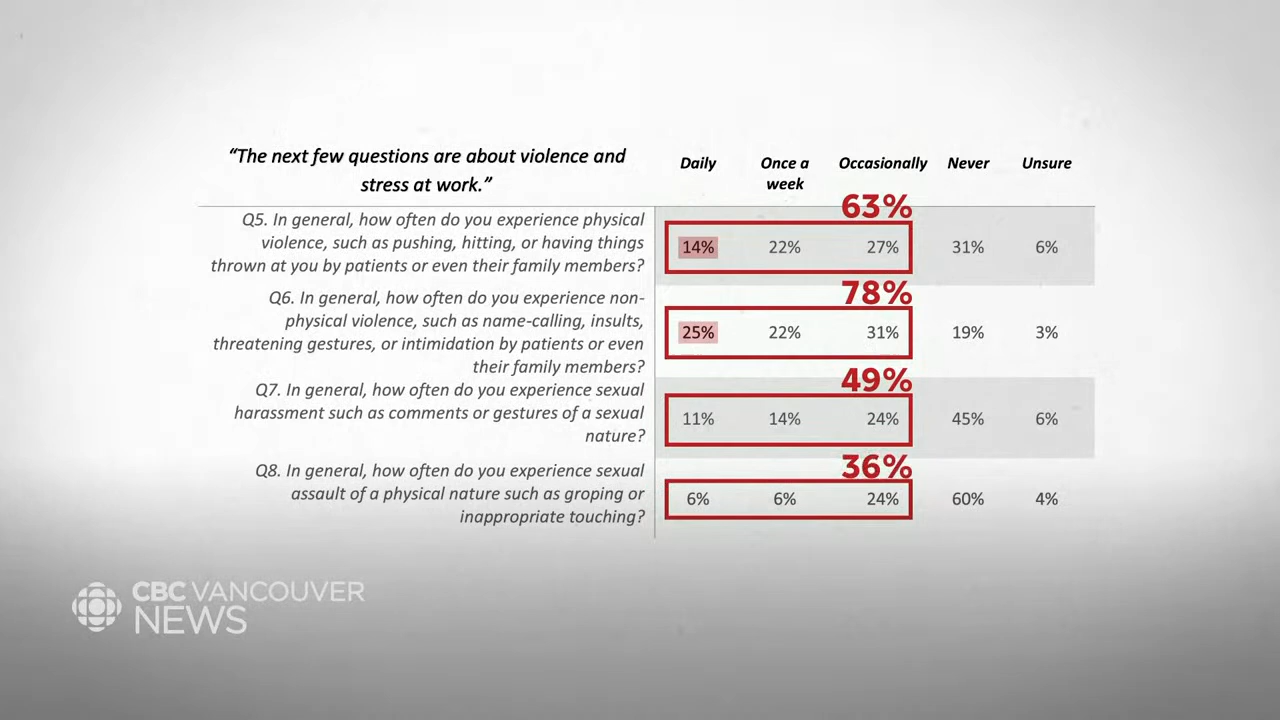 “The next few questions are about violence and
stress at work.”
Daily
Once a
week
Occasionally
Never
Unsure
63%
Q5. In general, how often do you experience physical
violence, such as pushing, hitting, or having things
thrown at you by patients or even their family members?
14% 22% 27% 31% 6%
78%
Q6. In general, how often do you experience non-
physical violence, such as name-calling, insults,
threatening gestures, or intimidation by patients or even
their family members?
25% 22% 31% 19% 3%
49%
Q7. In general, how often do you experience sexual
harassment such as comments or gestures of a sexual
nature?
11% 14% 24% 45% 6%
36%
Q8. In general, how often do you experience sexual
assault of a physical nature such as groping or
inappropriate touching?
6% 6% 24% 60% 4%
CBC VANCOUVER
NEWS